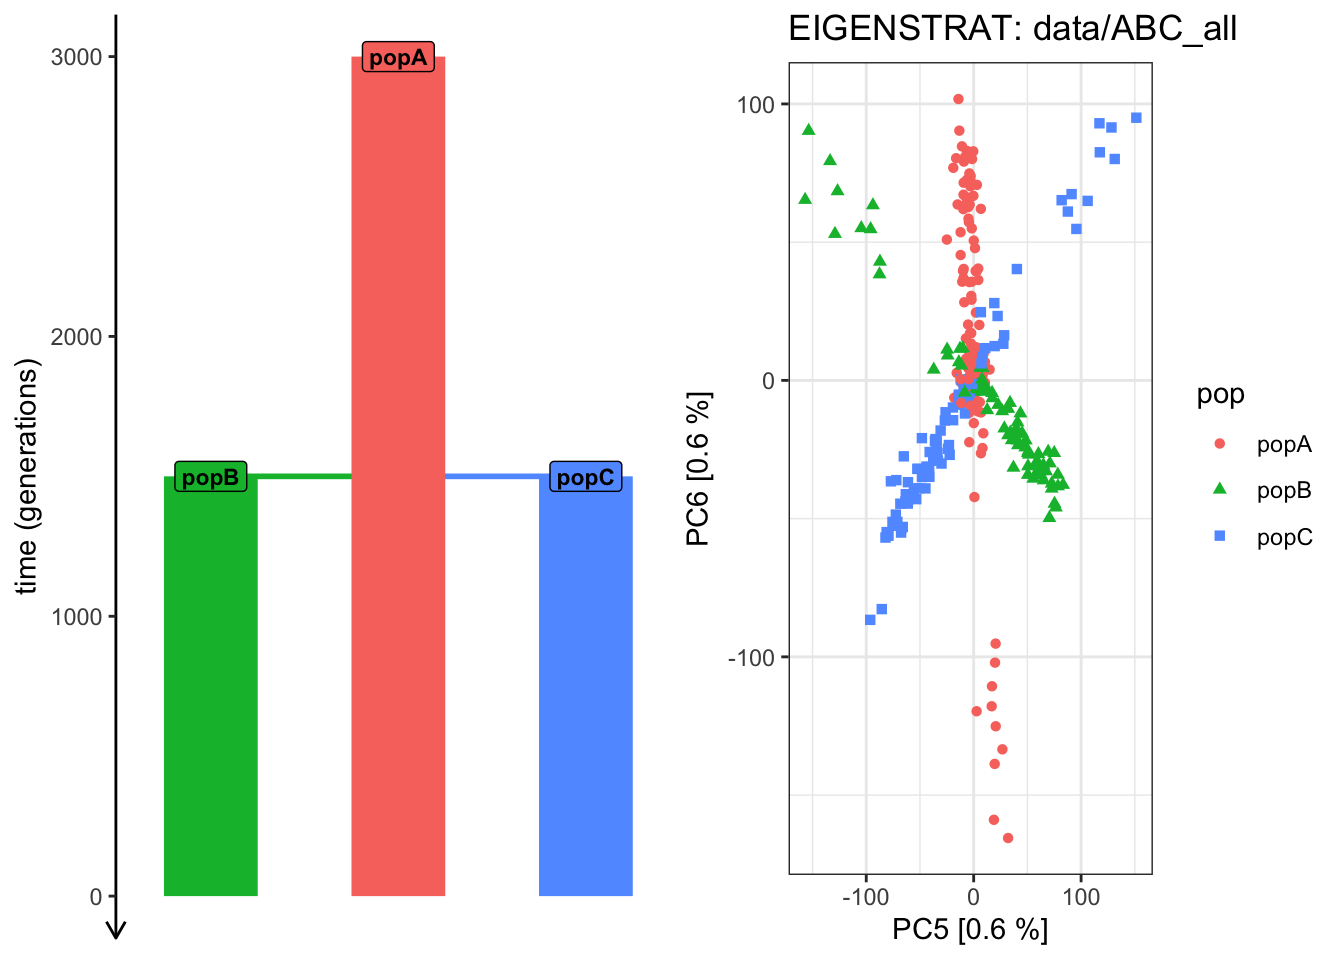 time (generations)
3000
2000
1000
0
popA
popB
popC
EIGENSTRAT: data/ABC_all
PC6 [0.6 %]
100
0
-100
-100
0
100
PC5 [0.6 %]
pop
popA
popB
popC